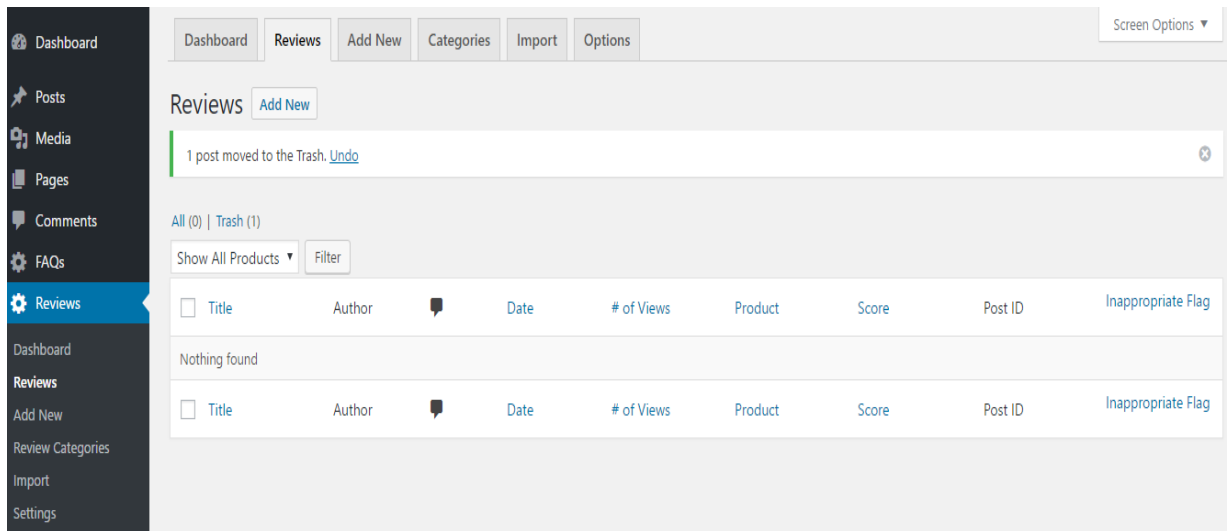 Dashboard
Posts
Media
Pages
Comments
FAQs
Reviews
Dashboard
Reviews
Add New
Review Categories
Import
Settings
Dashboard Reviews Add New Categories Import Options
Screen Options ▼
Reviews Add New
1 post moved to the Trash. Undo
All (0) | Trash (1)
Show All Products ▼ Filter
Title Author Date # of Views Product Score Post ID Inappropriate Flag
Nothing found
Title Author Date # of Views Product Score Post ID Inappropriate Flag